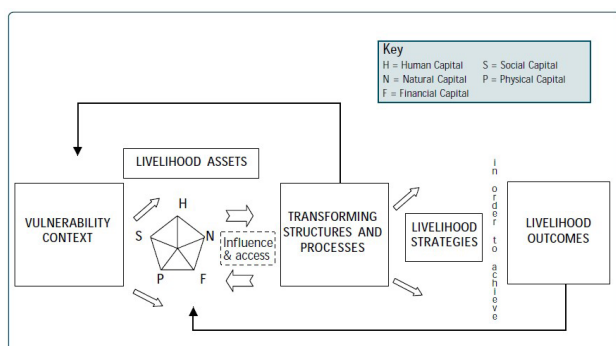 Key
H = Human Capital S = Social Capital
N = Natural Capital P = Physical Capital
F = Financial Capital
LIVELIHOOD ASSETS
VULNERABILITY
CONTEXT
H
S
N
P
F
Influence
& access
TRANSFORMING
STRUCTURES AND
PROCESSES
LIVELIHOOD
STRATEGIES
in order to achieve
LIVELIHOOD
OUTCOMES